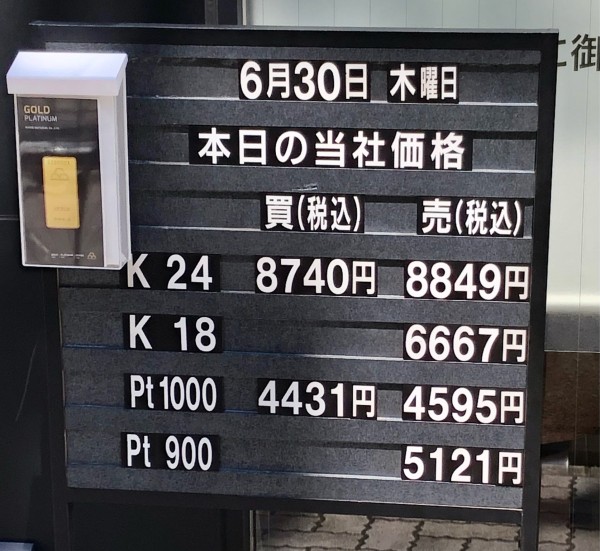 に御
6月30日 木曜日
GOLD
PLATINUM
本日の当社価格
買(税込) 売(税込)
K 24 8740円 8849円
K 18 6667円
Pt1000 4431円 4595円
Pt 900 5121円